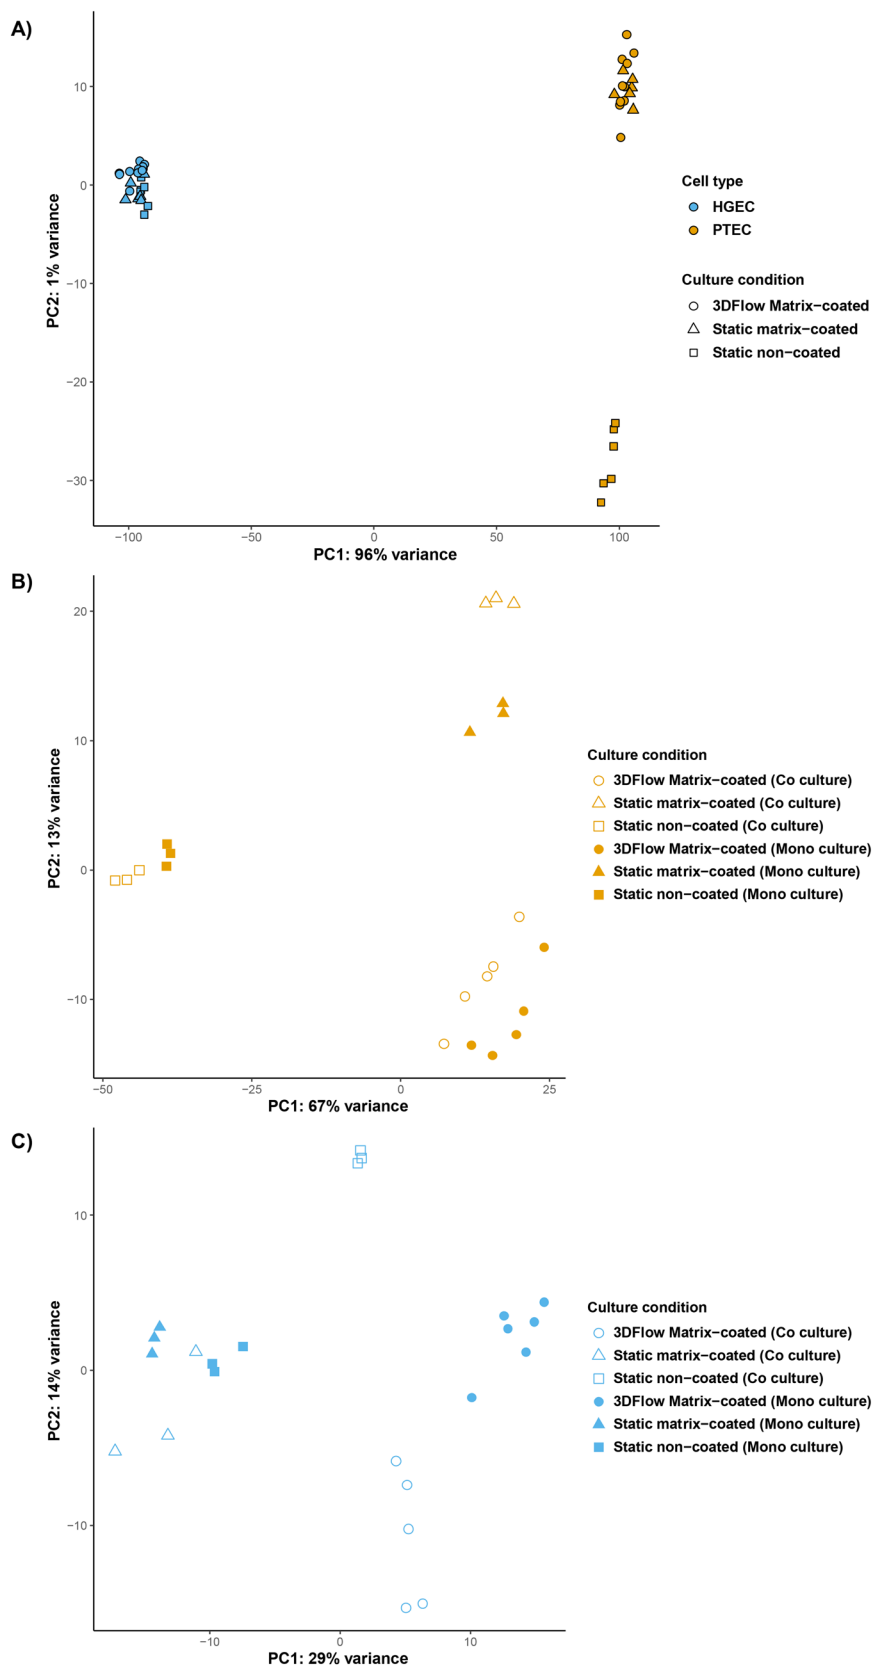 A)
10
0
−10
−20
−30
PC2: 1% variance
−100
−50
0
50
100
PC1: 96% variance
Cell type
HGEC
PTEC
Culture condition
3DFlow Matrix−coated
Static matrix−coated
Static non−coated
B)
20
10
0
−10
PC2: 13% variance
−50
−25
0
25
PC1: 67% variance
Culture condition
3DFlow Matrix−coated (Co culture)
Static matrix−coated (Co culture)
Static non−coated (Co culture)
3DFlow Matrix−coated (Mono culture)
Static matrix−coated (Mono culture)
Static non−coated (Mono culture)
C)
10
0
−10
PC2: 14% variance
−10
0
10
PC1: 29% variance
Culture condition
3DFlow Matrix−coated (Co culture)
Static matrix−coated (Co culture)
Static non−coated (Co culture)
3DFlow Matrix−coated (Mono culture)
Static matrix−coated (Mono culture)
Static non−coated (Mono culture)